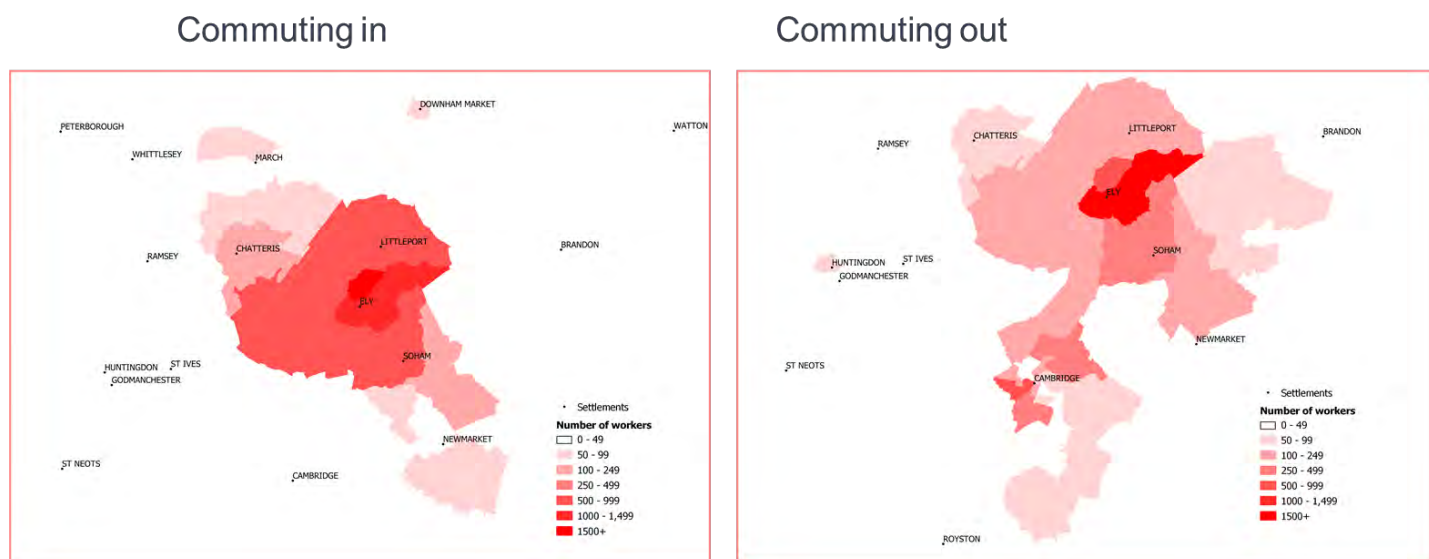 Commuting in
Commuting out
DOWNHAM MARKET
PETERBOROUGH
WATTON
WHITTLESEY
MARCH
LITTLEPORT
CHATTERIS
BRANDON
RAMSEY
ELY
SOHAM
HUNTINGDON
ST IVES
GODMANCHESTER
NEWMARKET
ST NEOTS
CAMBRIDGE
Settlements
Number of workers
0 - 49
50 - 99
100 - 249
250 - 499
500 - 999
1000 - 1,499
1500+
LITTLEPORT
BRANDON
CHATTERIS
RAMSEY
ELY
SOHAM
HUNTINGDON
ST IVES
GODMANCHESTER
NEWMARKET
ST NEOTS
CAMBRIDGE
Settlements
Number of workers
0 - 49
50 - 99
100 - 249
250 - 499
500 - 999
1000 - 1,499
1500+
ROYSTON